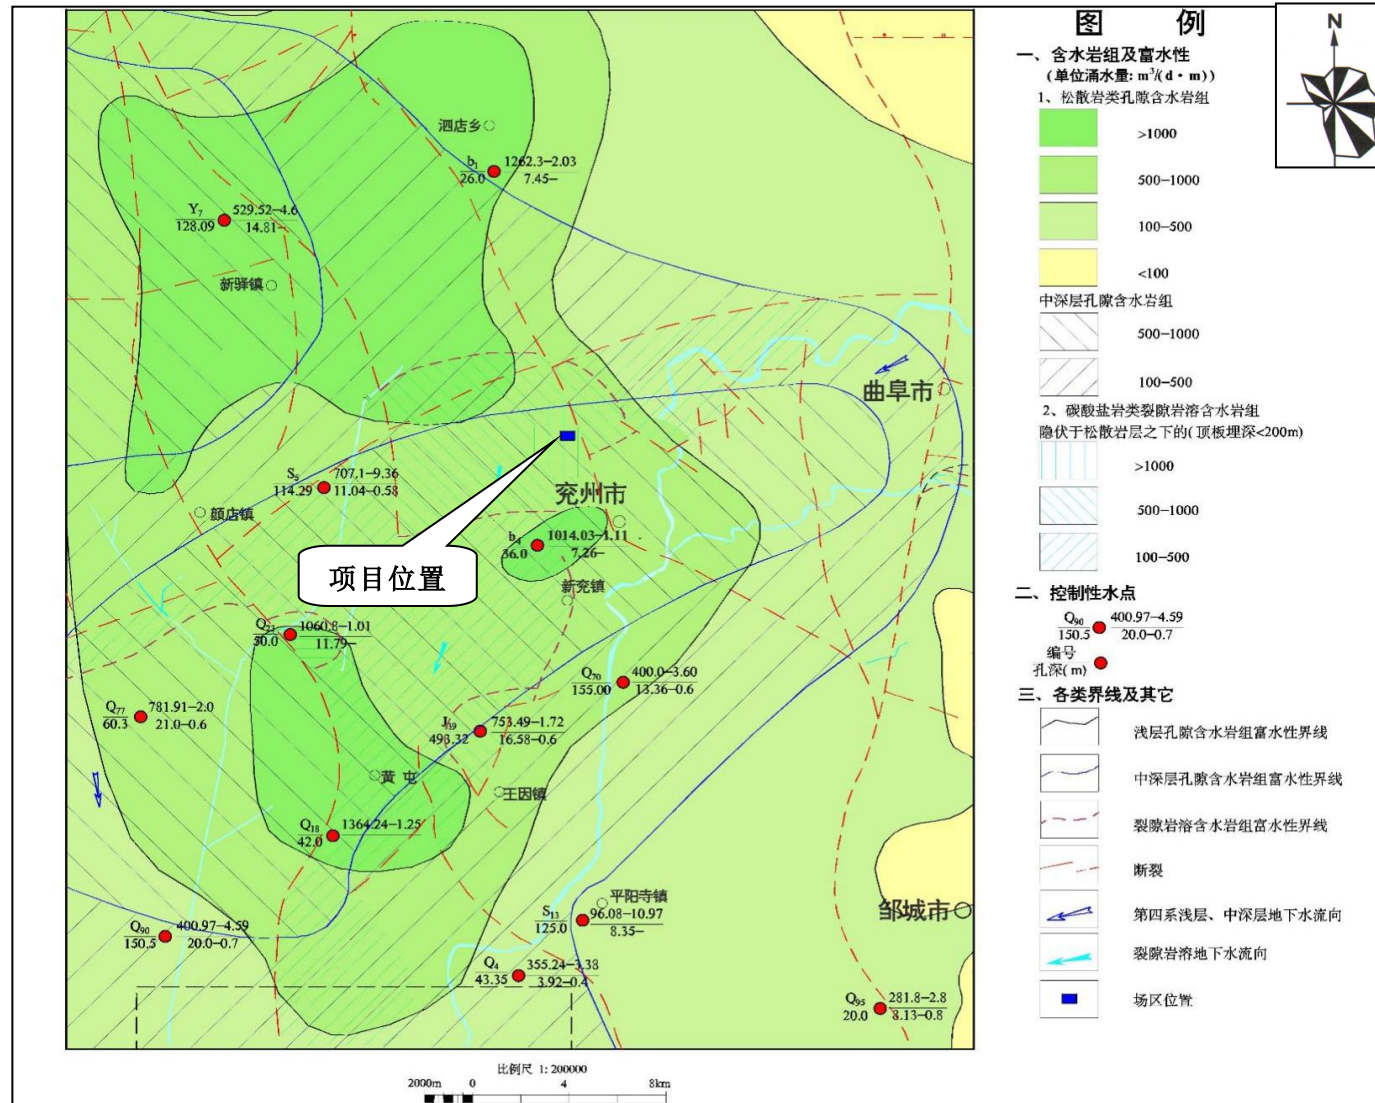 图 例
N
一、含水岩组及富水性
(单位涌水量: m³/(d·m))
1、松散岩类孔隙含水岩组
>1000
500-1000
100-500
<100
中深层孔隙含水岩组
500-1000
100-500
2、碳酸盐岩类裂隙岩溶含水岩组
隐伏于松散岩层之下的(顶板埋深<200m)
>1000
500-1000
100-500
二、控制性水点
Q90 400.97-4.59
150.5 20.0-0.7
编号
孔深(m)
三、各类界线及其它
浅层孔隙含水岩组富水性界线
中深层孔隙含水岩组富水性界线
裂隙岩溶含水岩组富水性界线
断裂
第四系浅层、中深层地下水流向
裂隙岩溶地下水流向
场区位置
泗店乡
b1 1262.3-2.03
26.0 7.45-
Y7 529.52-4.6
128.09 14.81-
新驿镇
曲阜市
S5 707.1-9.36
114.29 11.04-0.58
颜店镇
兖州市
b4 1014.03-1.11
36.0 7.26-
项目位置
新兖镇
1060.8-1.01
50.0 11.79-
Q70 400.0-3.60
155.00 13.36-0.6
Q77 781.91-2.0
60.3 21.0-0.6
753.49-1.72
493.32 16.58-0.6
黄 屯
王因镇
Q18 1364.24-1.25
42.0
平阳寺镇
S13 96.08-10.97
125.0 8.35-
邹城市
Q90 400.97-4.59
150.5 20.0-0.7
Q4 355.24-3.38
43.35 3.92-0.4
Q95 281.8-2.8
20.0 8.13-0.8
比例尺 1:200000
2000m 0 4 8km